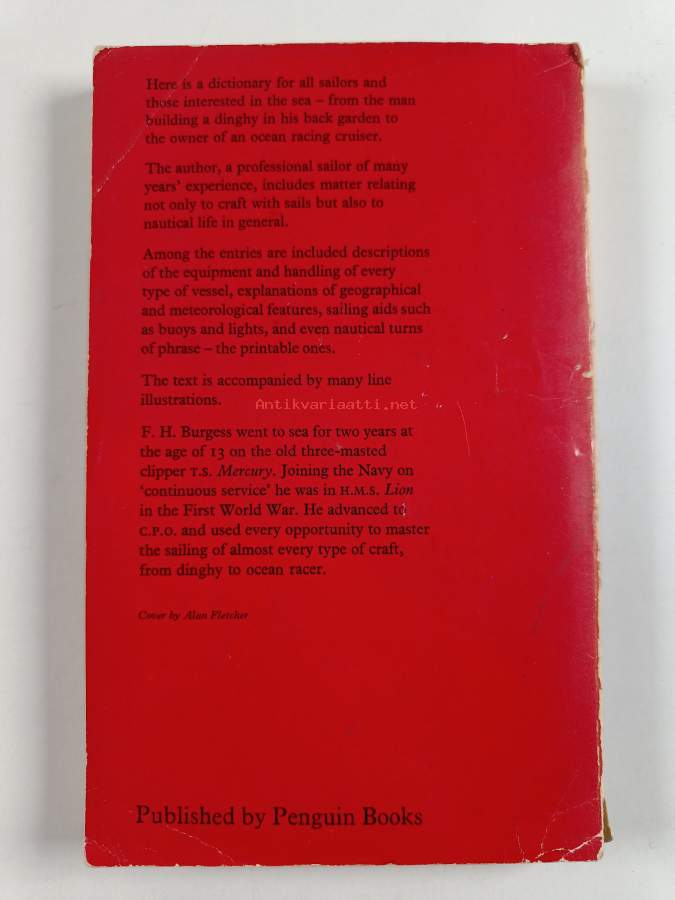 Here is a dictionary for all sailors and
those interested in the sea – from the man
building a dinghy in his back garden to
the owner of an ocean racing cruiser.
The author, a professional sailor of many
years' experience, includes matter relating
not only to craft with sails but also to
nautical life in general.
Among the entries are included descriptions
of the equipment and handling of every
type of vessel, explanations of geographical
and meteorological features, sailing aids such
as buoys and lights, and even nautical turns
of phrase – the printable ones.
The text is accompanied by many line
illustrations.
Antikvariaatti.net
F. H. Burgess went to sea for two years at
the age of 13 on the old three-masted
clipper T.S. Mercury. Joining the Navy on
'continuous service' he was in H.M.S. Lion
in the First World War. He advanced to
C.P.O. and used every opportunity to master
the sailing of almost every type of craft,
from dinghy to ocean racer.
Cover by Alan Fletcher
Published by Penguin Books